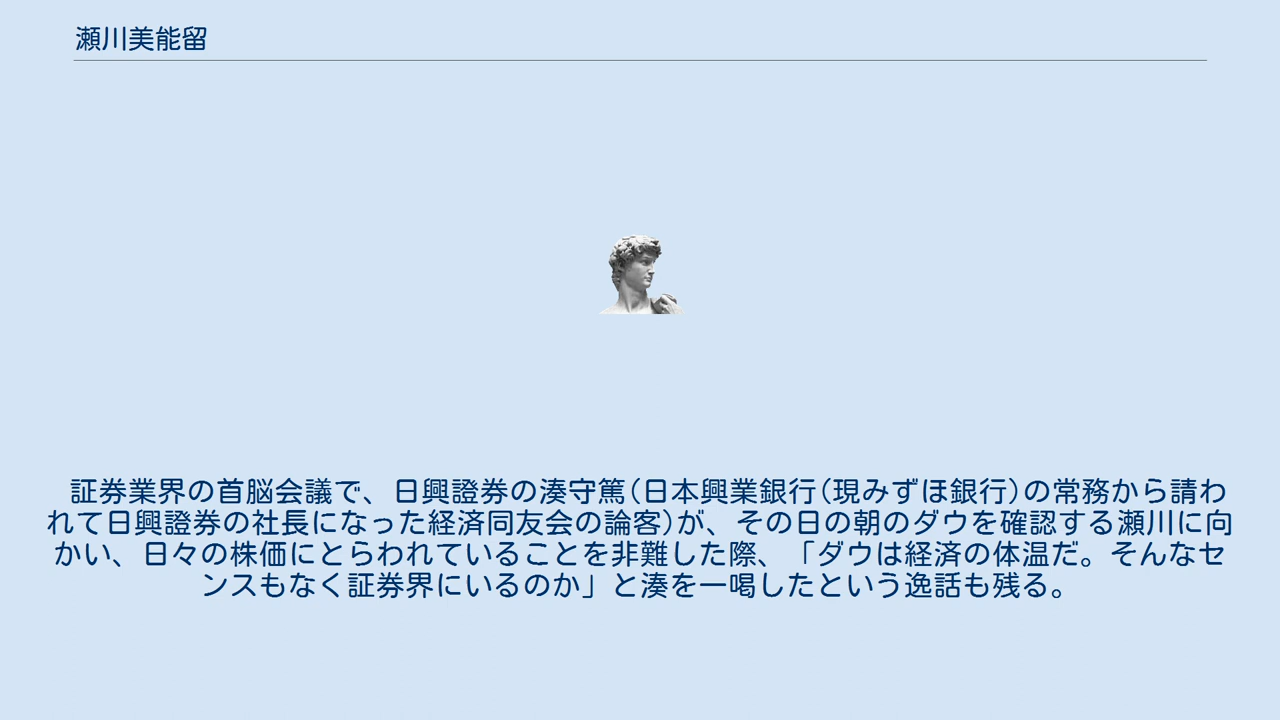 瀬川美能留
証券業界の首脳会議で、日興證券の湊守篤(日本興業銀行(現みずほ銀行)の常務から請わ
れて日興證券の社長になった経済同友会の論客)が、その日の朝のダウを確認する瀬川に向
かい、日々の株価にとらわれていることを非難した際、「ダウは経済の体温だ。そんなセ
ンスもなく証券界にいるのか」と湊を一喝したという逸話も残る。